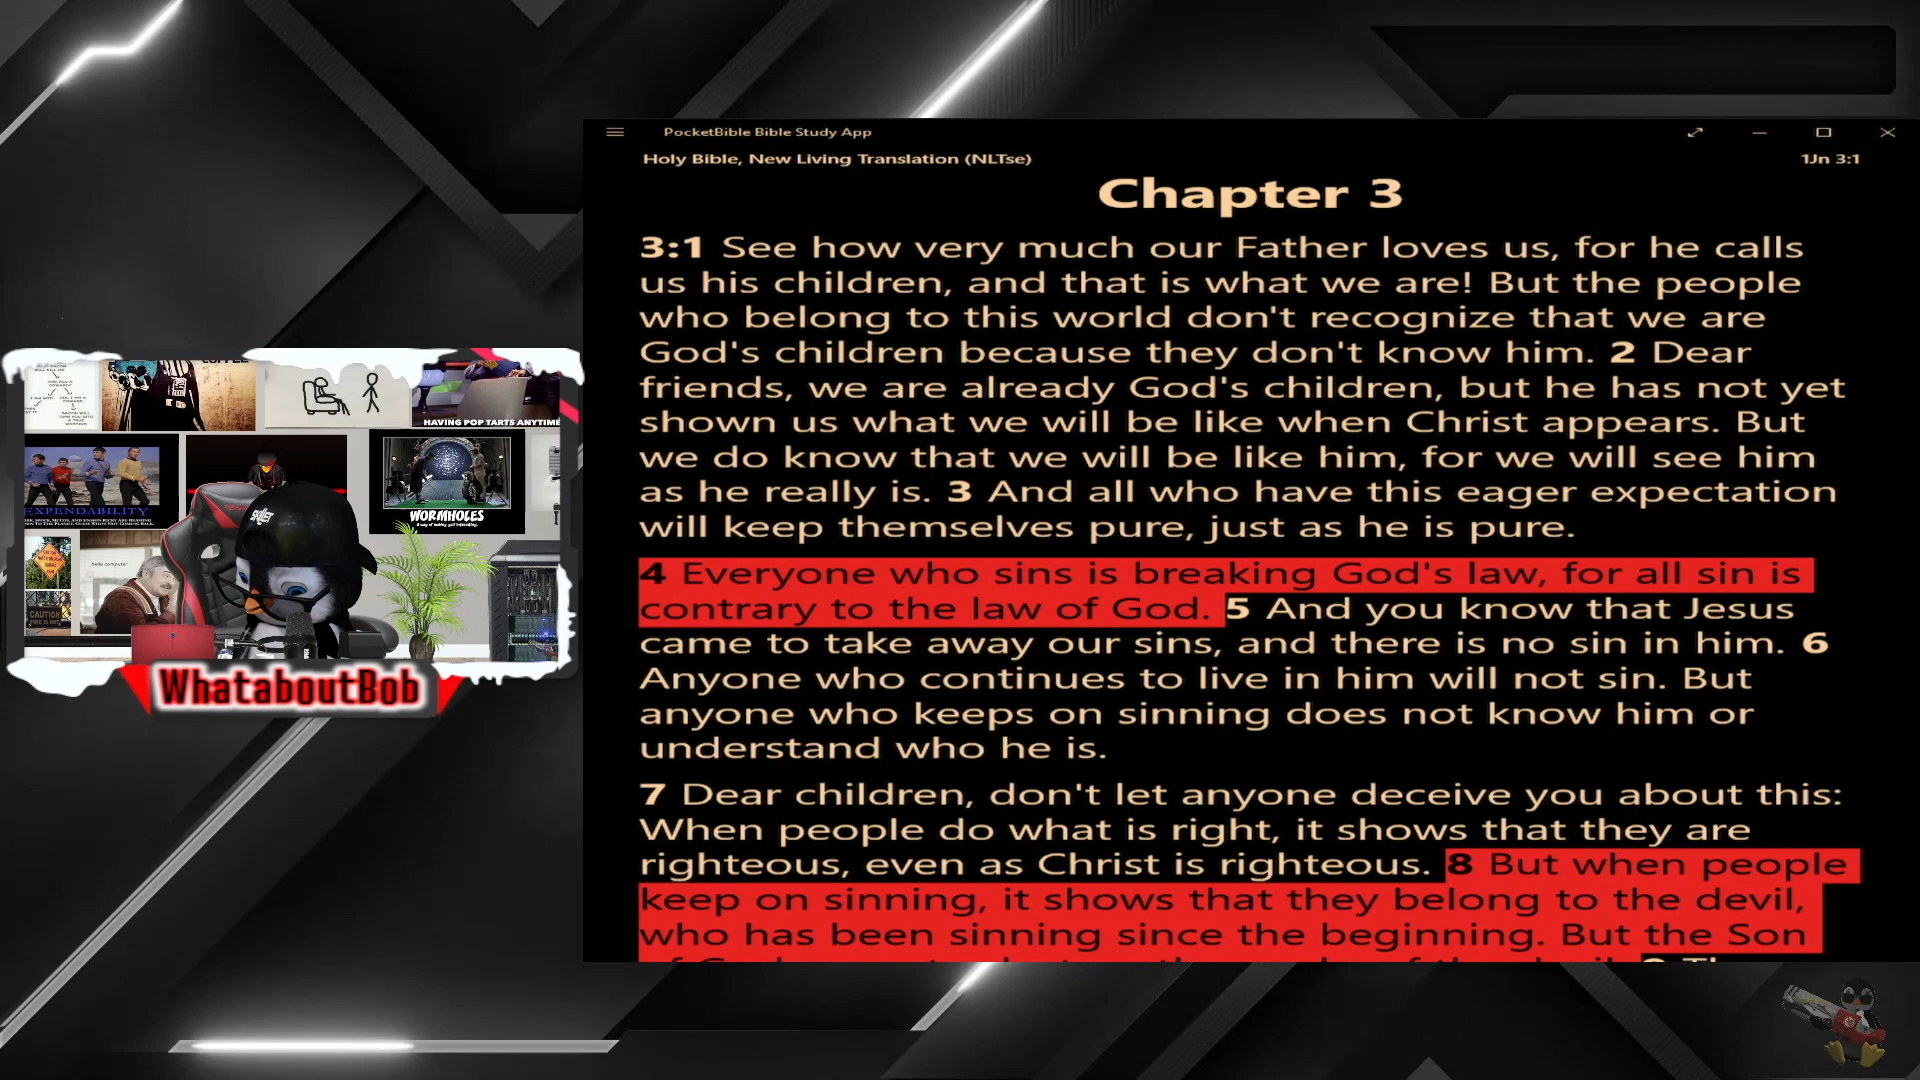 PocketBible Bible Study App
Holy Bible, New Living Translation (NLTse)
1Jn 3:1
Chapter 3
3:1 See how very much our Father loves us, for he calls
us his children, and that is what we are! But the people
who belong to this world don't recognize that we are
God's children because they don't know him. 2 Dear
friends, we are already God's children, but he has not yet
shown us what we will be like when Christ appears. But
we do know that we will be like him, for we will see him
as he really is. 3 And all who have this eager expectation
will keep themselves pure, just as he is pure.
4 Everyone who sins is breaking God's law, for all sin is
contrary to the law of God. 5 And you know that Jesus
came to take away our sins, and there is no sin in him. 6
Anyone who continues to live in him will not sin. But
anyone who keeps on sinning does not know him or
understand who he is.
7 Dear children, don't let anyone deceive you about this:
When people do what is right, it shows that they are
righteous, even as Christ is righteous. 8 But when people
keep on sinning, it shows that they belong to the devil,
who has been sinning since the beginning. But the Son
HAVING POP TARTS ANYTIME
EXPENDABILITY
WORMHOLES
hello computer
SKILLET
CAUTION
WhataboutBob